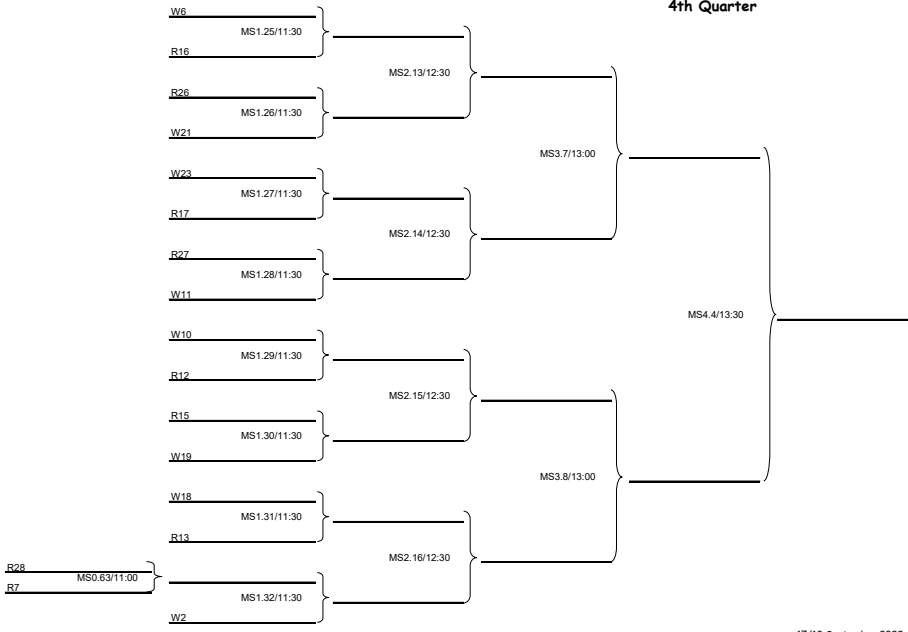 4th Quarter
W6
MS1.25/11:30
R16
MS2.13/12:30
R26
MS1.26/11:30
W21
MS3.7/13:00
W23
MS1.27/11:30
R17
MS2.14/12:30
R27
MS1.28/11:30
W11
MS4.4/13:30
W10
MS1.29/11:30
R12
MS2.15/12:30
R15
MS1.30/11:30
W19
MS3.8/13:00
W18
MS1.31/11:30
R13
MS2.16/12:30
R28
MS0.63/11:00
R7
MS1.32/11:30
W2
September